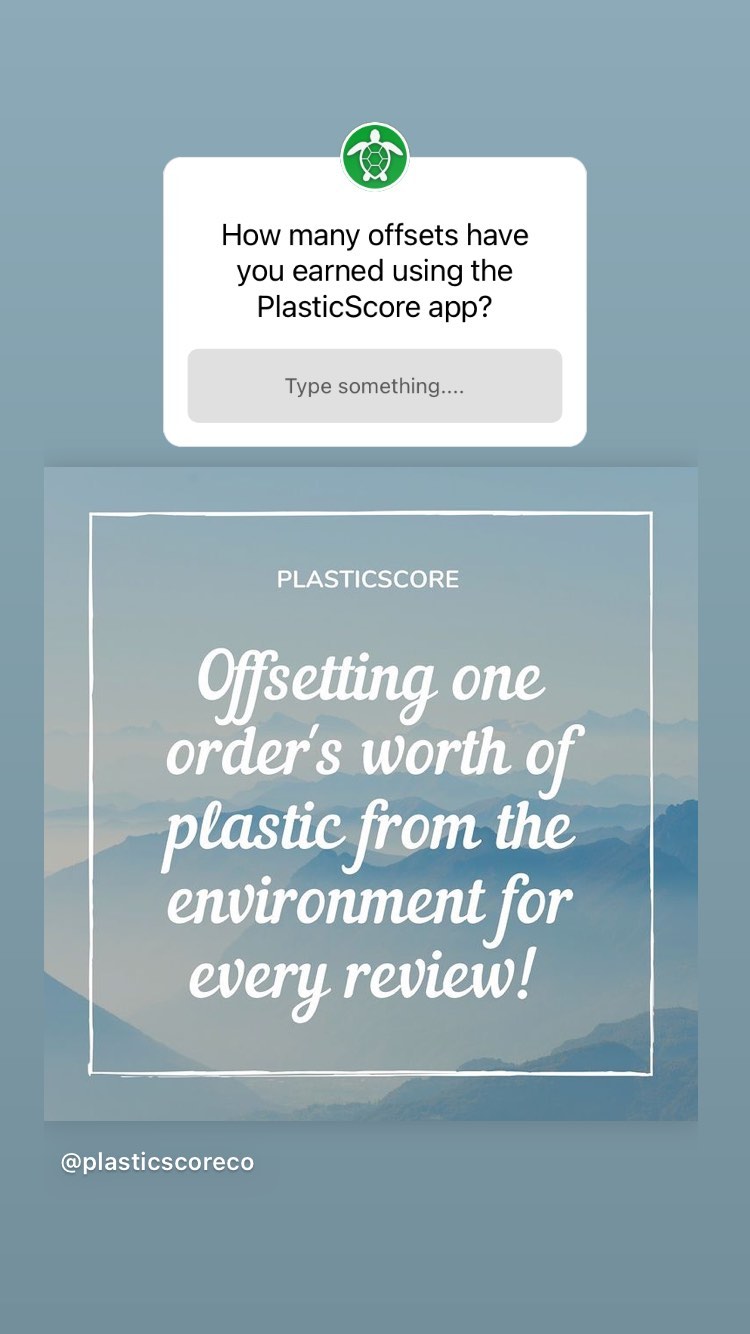 How many offsets have
you earned using the
PlasticScore app?
Type something....
PLASTICSCORE
Offsetting one
order's worth of
plastic from the
environment for
every review!
@plasticscoreco